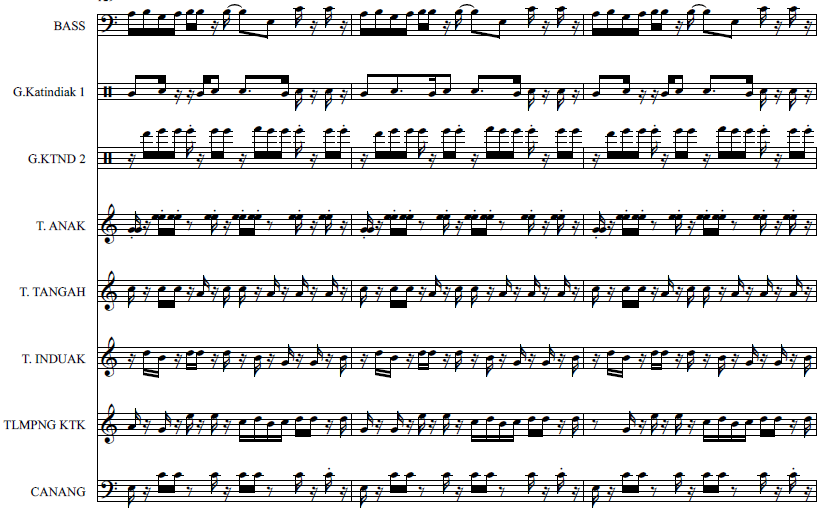 BASS
G.Katindiak 1
G.KTND 2
T. ANAK
T. TANGAH
T. INDUAK
TLMPNG KTK
CANANG